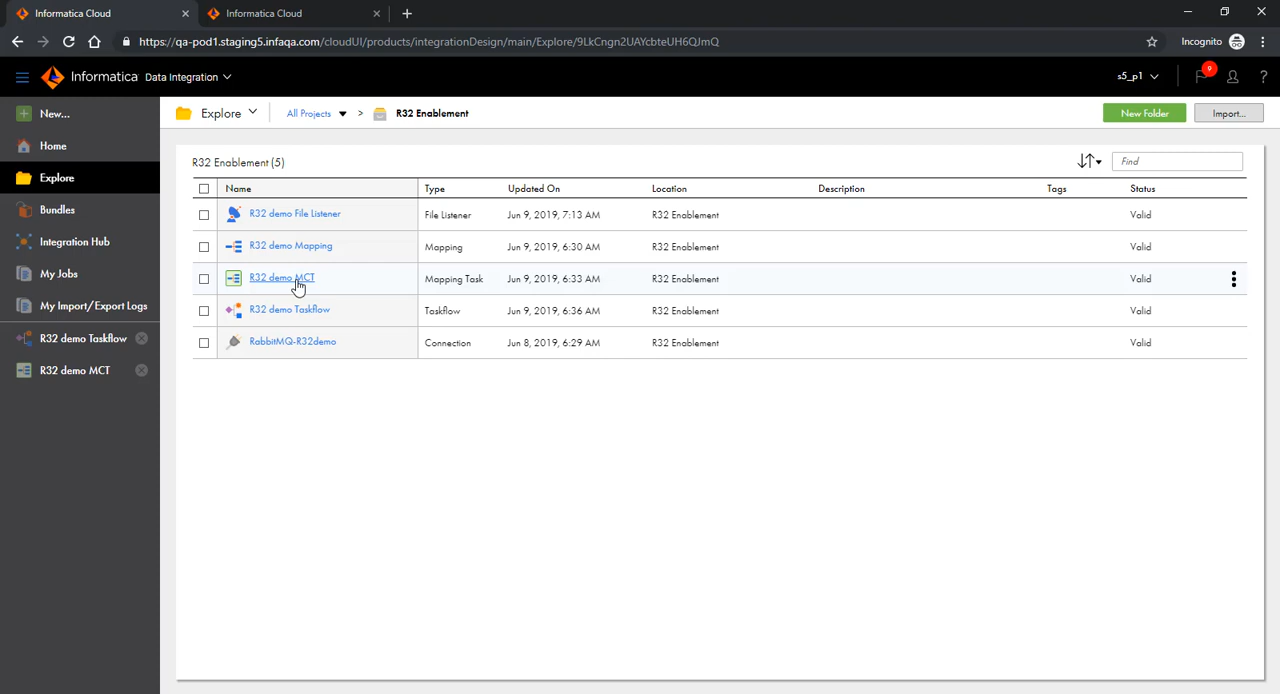 Informatica Cloud
Informatica Cloud
https://qa-pod1.staging5.infaqa.com/cloudUI/products/integrationDesign/main/Explore/9LkCngn2UAYcbteUH6QJmQ
Incognito
Informatica Data Integration
s5_p1
9
?
New...
Home
Explore
Bundles
Integration Hub
My Jobs
My Import/Export Logs
R32 demo Taskflow
R32 demo MCT
Explore
All Projects > R32 Enablement
New Folder
Import...
R32 Enablement (5)
Find
Name Type Updated On Location Description Tags Status
R32 demo File Listener File Listener Jun 9, 2019, 7:13 AM R32 Enablement Valid
R32 demo Mapping Mapping Jun 9, 2019, 6:30 AM R32 Enablement Valid
R32 demo MCT Mapping Task Jun 9, 2019, 6:33 AM R32 Enablement Valid
R32 demo Taskflow Taskflow Jun 9, 2019, 6:36 AM R32 Enablement Valid
RabbitMQ-R32demo Connection Jun 8, 2019, 6:29 AM R32 Enablement Valid